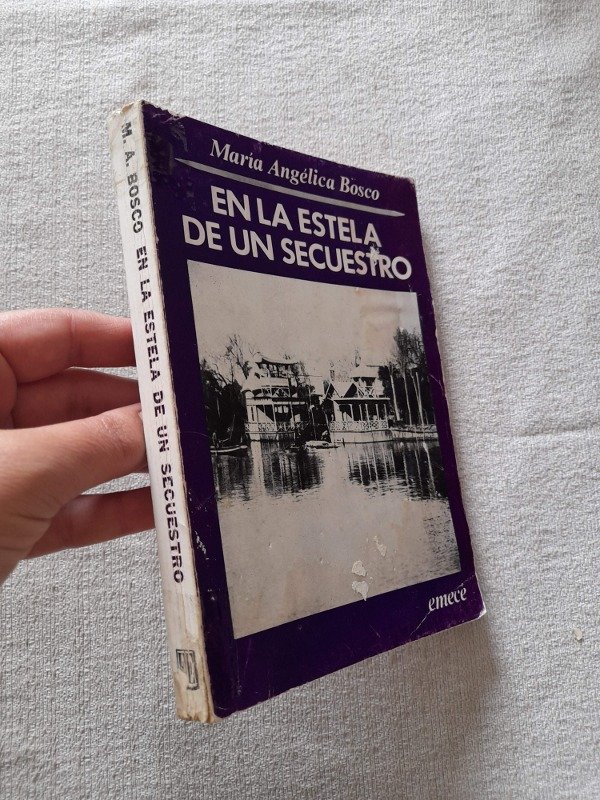 María Angélica Bosco
EN LA ESTELA
DE UN SECUESTRO
emecé
M. A. BOSCO EN LA ESTELA DE UN SECUESTRO